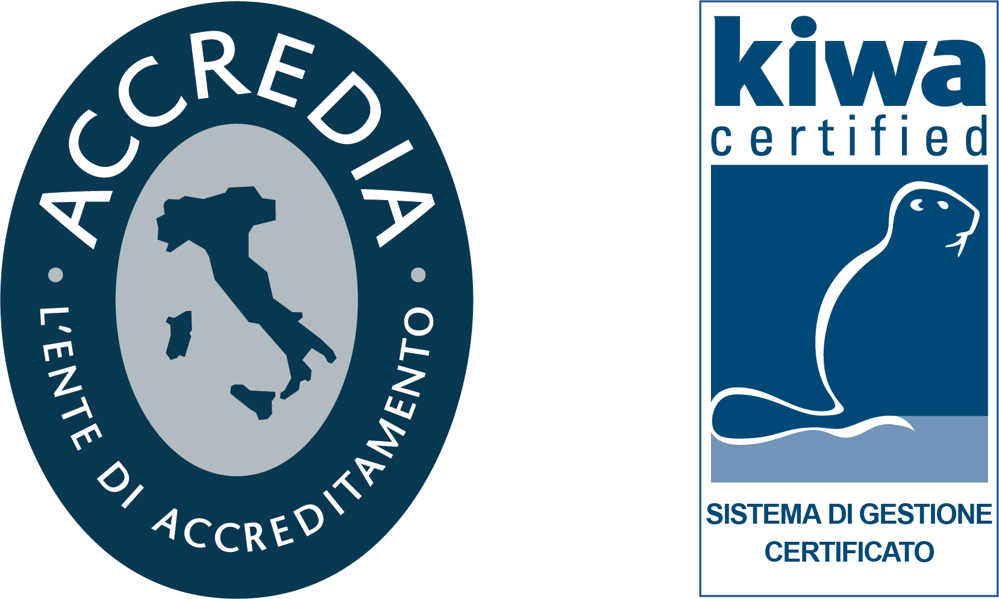 ACCREDIA
L'ENTE DI ACCREDITAMENTO
kiwa
certified
SISTEMA DI GESTIONE
CERTIFICATO